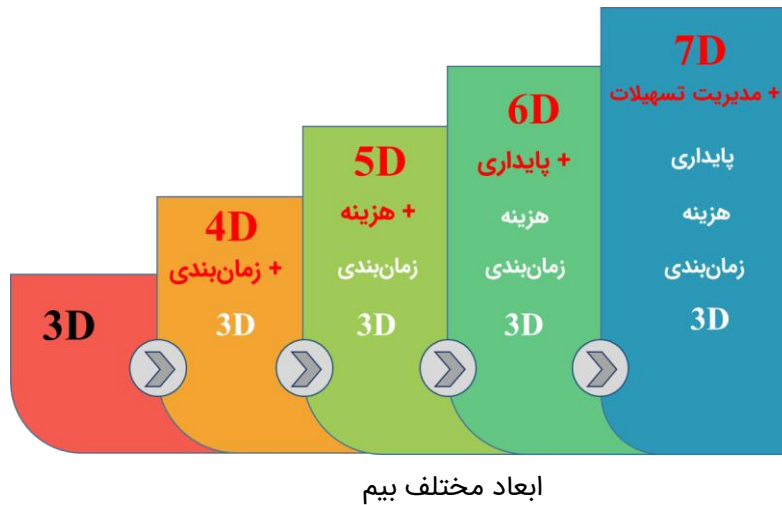 3D
4D
+ زمان‌بندی
3D
5D
+ هزینه
زمان‌بندی
3D
6D
+ پایداری
هزینه
زمان‌بندی
3D
7D
+ مدیریت تسهیلات
پایداری
هزینه
زمان‌بندی
3D
ابعاد مختلف بیم